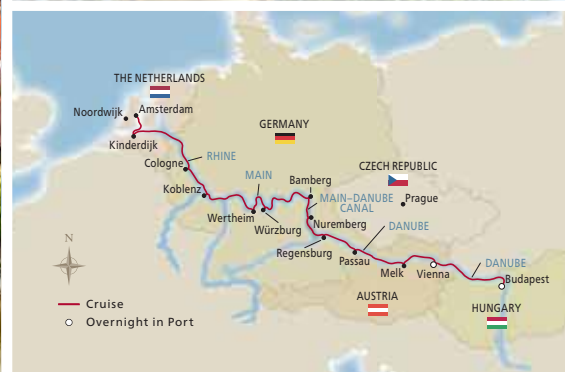 THE NETHERLANDS
Noordwijk
Amsterdam
Kinderdijk
GERMANY
Cologne
RHINE
CZECH REPUBLIC
Koblenz
MAIN
Bamberg
Prague
MAIN–DANUBE
CANAL
Wertheim
Würzburg
Nuremberg
DANUBE
Regensburg
Passau
Melk
Vienna
DANUBE
Budapest
N
AUSTRIA
HUNGARY
Cruise
Overnight in Port